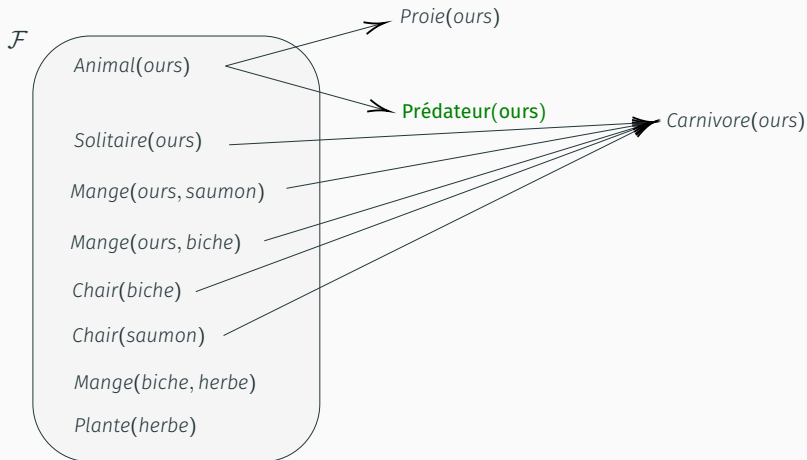 Proie(ours)
ℱ
Animal(ours)
Prédateur(ours)
Carnivore(ours)
Solitaire(ours)
Mange(ours, saumon)
Mange(ours, biche)
Chair(biche)
Chair(saumon)
Mange(biche, herbe)
Plante(herbe)